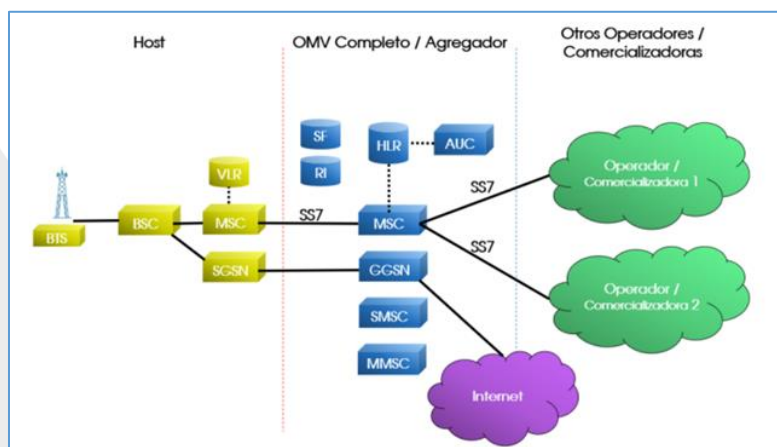 Host
OMV Completo / Agregador
Otros Operadores /
Comercializadoras
SF
RI
HLR
AUC
VLR
BTS
BSC
MSC
SS7
MSC
SS7
SS7
SGSN
GGSN
SMSC
MMSC
Operador /
Comercializadora 1
Operador /
Comercializadora 2
Internet